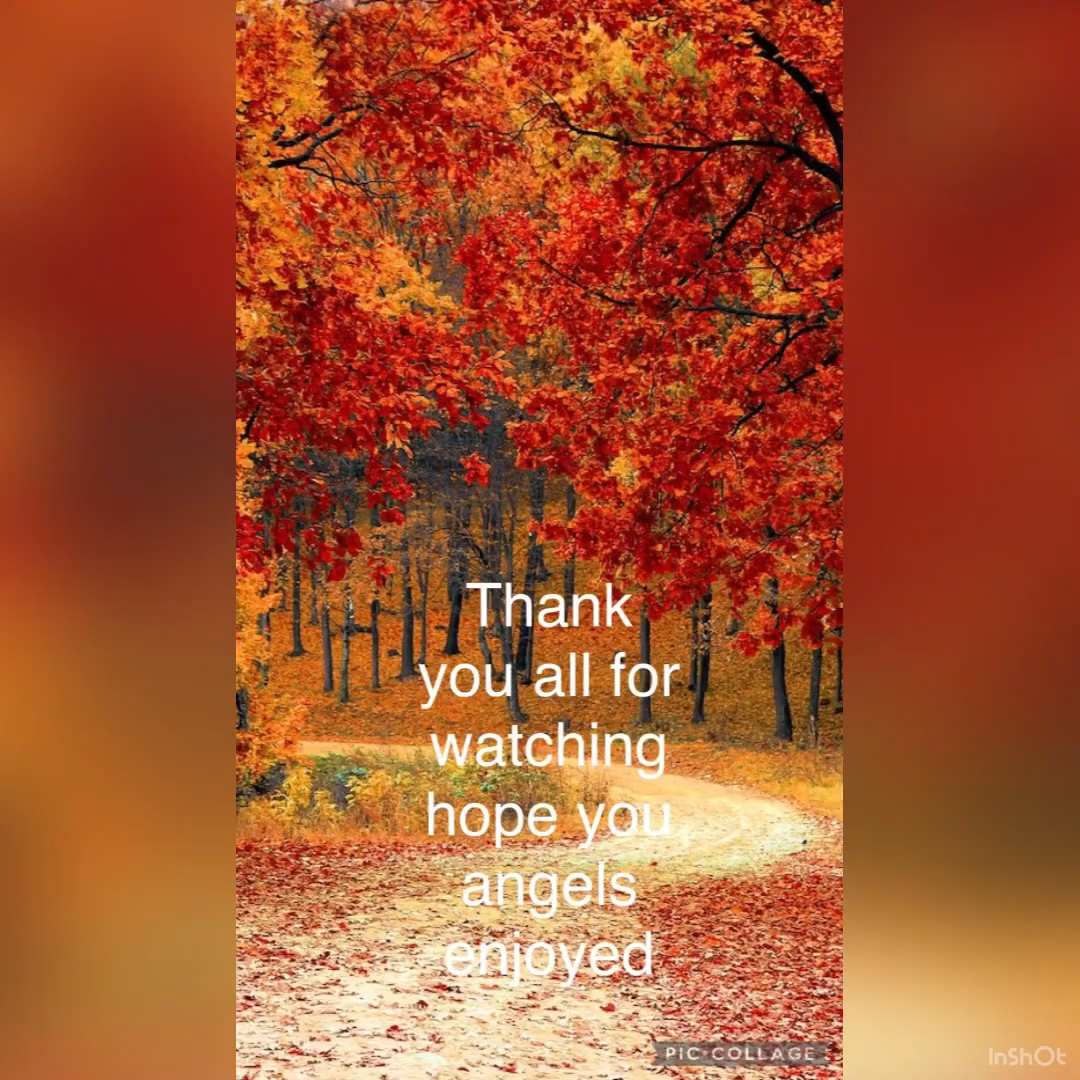 Thank
you all for
watching
hope you
angels
enjoyed
PIC•COLLAGE
InShOt